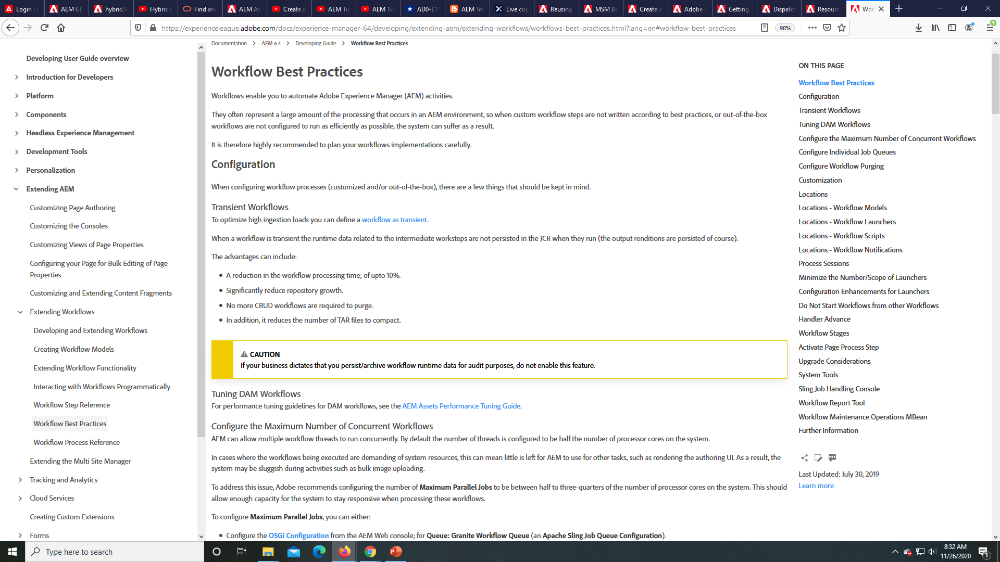 Login |
AEM GE
hybris/A
Hybris 6
Find and
AEM As
Create a
AEM Tut
AEM Tut
AD0-E10
AEM Tec
Live cop
Reusing
MSM Be
Create a
Adobe E
Getting
Dispatch
Resourc
Wor
https://experienceleague.adobe.com/docs/experience-manager-64/developing/extending-aem/extending-workflows/workflows-best-practices.html?lang=en#workflow-best-practices
90%
Documentation > AEM 6.4 > Developing Guide > Workflow Best Practices
Developing User Guide overview
Introduction for Developers
Platform
Components
Headless Experience Management
Development Tools
Personalization
Extending AEM
Customizing Page Authoring
Customizing the Consoles
Customizing Views of Page Properties
Configuring your Page for Bulk Editing of Page
Properties
Customizing and Extending Content Fragments
Extending Workflows
Developing and Extending Workflows
Creating Workflow Models
Extending Workflow Functionality
Interacting with Workflows Programmatically
Workflow Step Reference
Workflow Best Practices
Workflow Process Reference
Extending the Multi Site Manager
Tracking and Analytics
Cloud Services
Creating Custom Extensions
Forms
Workflow Best Practices
Workflows enable you to automate Adobe Experience Manager (AEM) activities.
They often represent a large amount of the processing that occurs in an AEM environment, so when custom workflow steps are not written according to best practices, or out-of-the-box
workflows are not configured to run as efficiently as possible, the system can suffer as a result.
It is therefore highly recommended to plan your workflows implementations carefully.
Configuration
When configuring workflow processes (customized and/or out-of-the-box), there are a few things that should be kept in mind.
Transient Workflows
To optimize high ingestion loads you can define a workflow as transient.
When a workflow is transient the runtime data related to the intermediate worksteps are not persisted in the JCR when they run (the output renditions are persisted of course).
The advantages can include:
• A reduction in the workflow processing time; of upto 10%.
• Significantly reduce repository growth.
• No more CRUD workflows are required to purge.
• In addition, it reduces the number of TAR files to compact.
CAUTION
If your business dictates that you persist/archive workflow runtime data for audit purposes, do not enable this feature.
Tuning DAM Workflows
For performance tuning guidelines for DAM workflows, see the AEM Assets Performance Tuning Guide.
Configure the Maximum Number of Concurrent Workflows
AEM can allow multiple workflow threads to run concurrently. By default the number of threads is configured to be half the number of processor cores on the system.
In cases where the workflows being executed are demanding of system resources, this can mean little is left for AEM to use for other tasks, such as rendering the authoring UI. As a result, the
system may be sluggish during activities such as bulk image uploading.
To address this issue, Adobe recommends configuring the number of Maximum Parallel Jobs to be between half to three-quarters of the number of processor cores on the system. This should
allow enough capacity for the system to stay responsive when processing these workflows.
To configure Maximum Parallel Jobs, you can either:
• Configure the OSGi Configuration from the AEM Web console; for Queue: Granite Workflow Queue (an Apache Sling Job Queue Configuration).
ON THIS PAGE
Workflow Best Practices
Configuration
Transient Workflows
Tuning DAM Workflows
Configure the Maximum Number of Concurrent Workflows
Configure Individual Job Queues
Configure Workflow Purging
Customization
Locations
Locations - Workflow Models
Locations - Workflow Launchers
Locations - Workflow Scripts
Locations - Workflow Notifications
Process Sessions
Minimize the Number/Scope of Launchers
Configuration Enhancements for Launchers
Do Not Start Workflows from other Workflows
Handler Advance
Workflow Stages
Activate Page Process Step
Upgrade Considerations
System Tools
Sling Job Handling Console
Workflow Report Tool
Workflow Maintenance Operations MBean
Further Information
Last Updated: July 30, 2019
Learn more
Type here to search
8:32 AM
11/26/2020
1